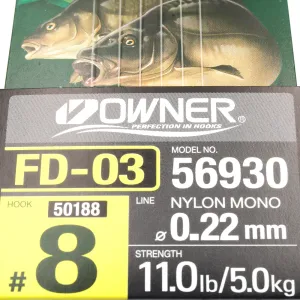 OWNER®
PERFECTION IN HOOKS
FD-03
MODEL NO.
56930
HOOK
50188
LINE
NYLON MONO
ø0.22 mm
#8
STRENGTH
11.0lb/5.0kg